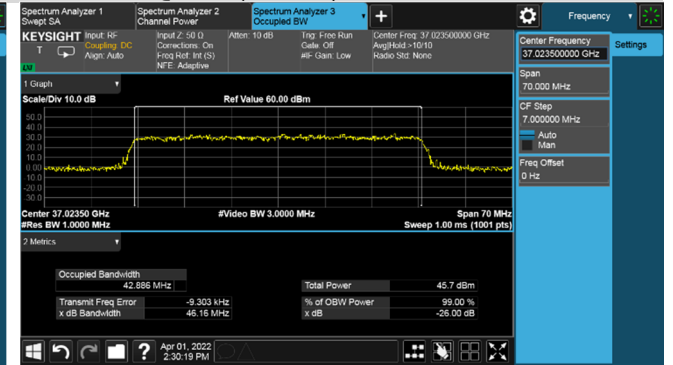 Spectrum Analyzer 1
Swept SA
Spectrum Analyzer 2
Channel Power
Spectrum Analyzer 3
Occupied BW
Frequency
KEYSIGHT
T
Input: RF
Coupling: DC
Align: Auto
Input Z: 50 Ω
Corrections: On
Freq Ref: Int (S)
NFE: Adaptive
Atten: 10 dB
Trig: Free Run
Gate: Off
#IF Gain: Low
Center Freq: 37.023500000 GHz
Avg|Hold:>10/10
Radio Std: None
Center Frequency
37.023500000 GHz
Settings
Span
70.000 MHz
CF Step
7.000000 MHz
Auto
Man
Freq Offset
0 Hz
1 Graph
Scale/Div 10.0 dB
Ref Value 60.00 dBm
50.0
40.0
30.0
20.0
10.0
0.00
10.0
-20.0
-30.0
Center 37.02350 GHz
#Video BW 3.0000 MHz
Span 70 MHz
#Res BW 1.0000 MHz
Sweep 1.00 ms (1001 pts)
2 Metrics
Occupied Bandwidth
42.886 MHz
Total Power
45.7 dBm
Transmit Freq Error
-9.303 kHz
% of OBW Power
99.00 %
x dB Bandwidth
46.16 MHz
x dB
-26.00 dB
Apr 01, 2022
2:30:19 PM